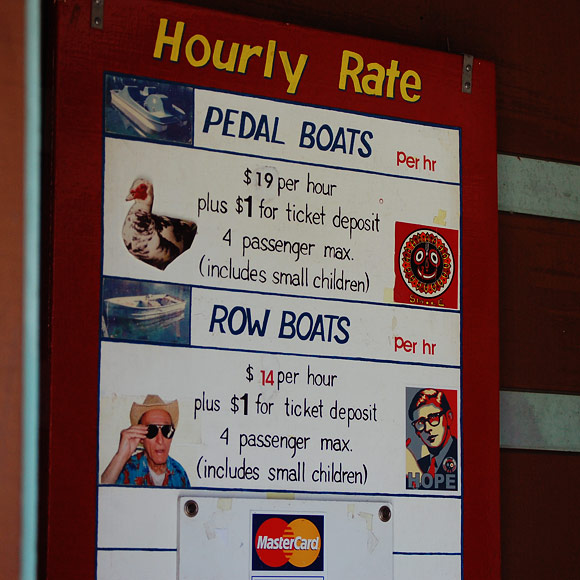 Hourly Rate
PEDAL BOATS per hr
$19 per hour
plus $1 for ticket deposit
4 passenger max.
(includes small children)
ROW BOATS per hr
$14 per hour
plus $1 for ticket deposit
4 passenger max.
(includes small children)
HOPE
MasterCard